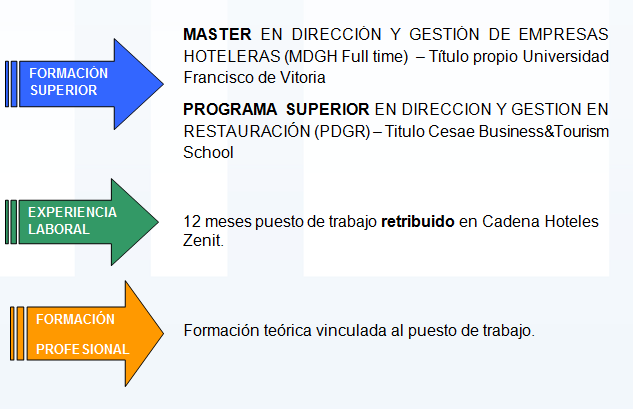 FORMACIÓN
SUPERIOR
MASTER EN DIRECCIÓN Y GESTIÓN DE EMPRESAS
HOTELERAS (MDGH Full time) – Título propio Universidad
Francisco de Vitoria
PROGRAMA SUPERIOR EN DIRECCION Y GESTION EN
RESTAURACIÓN (PDGR) – Titulo Cesae Business&Tourism
School
EXPERIENCIA
LABORAL
12 meses puesto de trabajo retribuido en Cadena Hoteles
Zenit.
FORMACIÓN
PROFESIONAL
Formación teórica vinculada al puesto de trabajo.